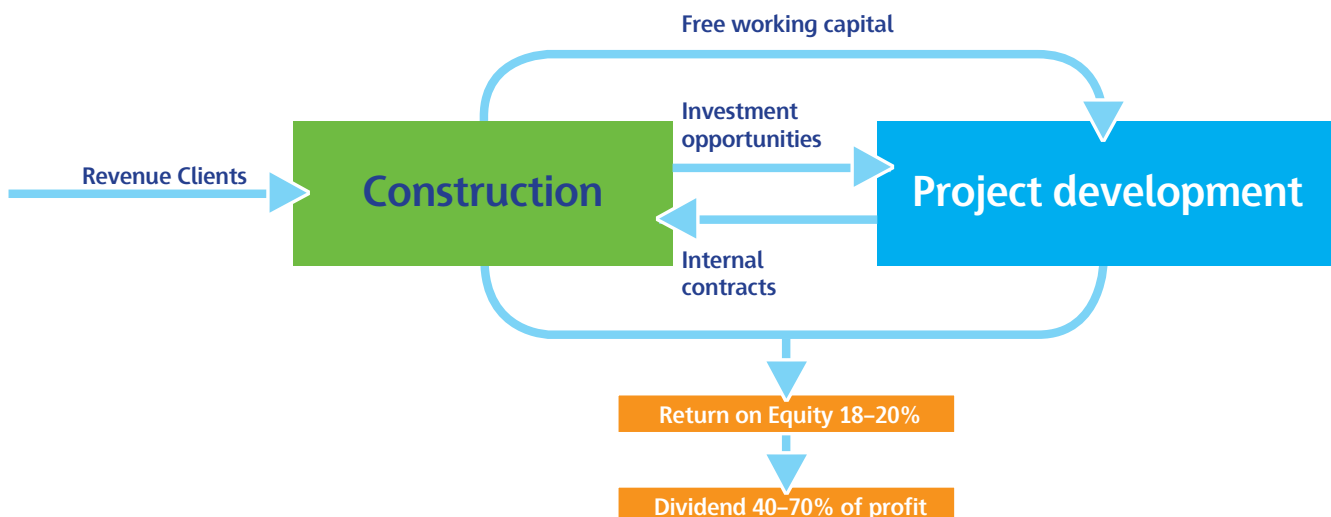 Free working capital
Investment
opportunities
Revenue Clients
Construction
Project development
Internal
contracts
Return on Equity 18–20%
Dividend 40–70% of profit